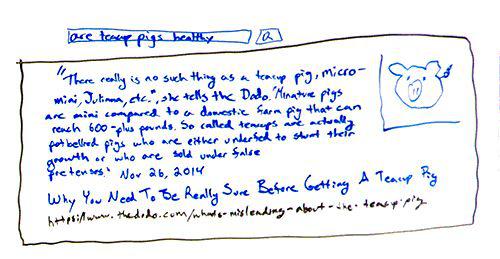 are teacup pigs healthy
"There really is no such thing as a teacup pig, micro-
mini, Juliana, etc.", she tells the Dodo. "Minature pigs
are mini compared to a domestic farm pig that can
reach 600-plus pounds. So called teacups are actually
potbellied pigs who are either underfed to stunt their
growth or who are sold under false
pretenses." Nov 26, 2014
Why You Need To Be Really Sure Before Getting A Teacup Pig
https://www.thedodo.com/whats-misleading-about-the-teacup-pig